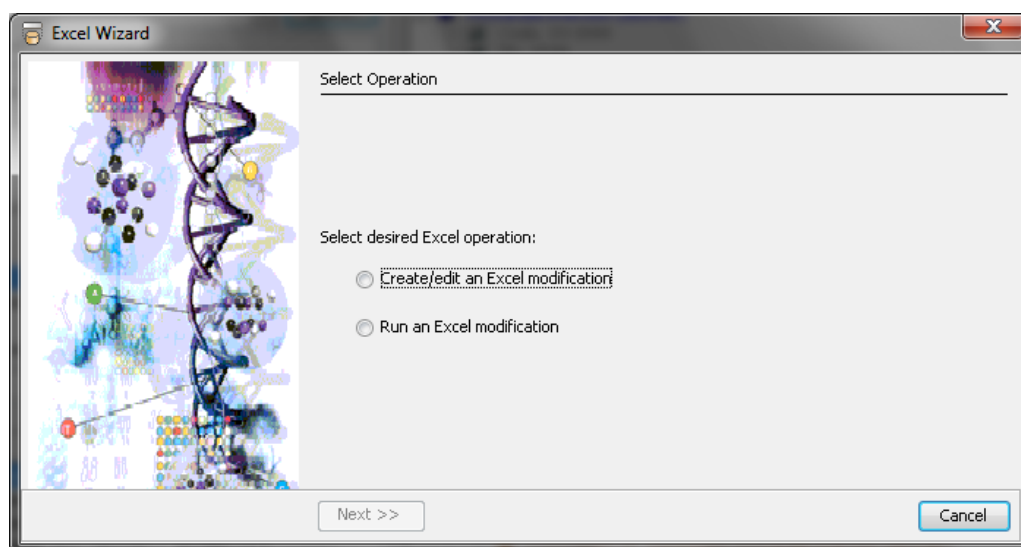 Excel Wizard
Select Operation
Select desired Excel operation:
Create/edit an Excel modification
Run an Excel modification
Next >>
Cancel